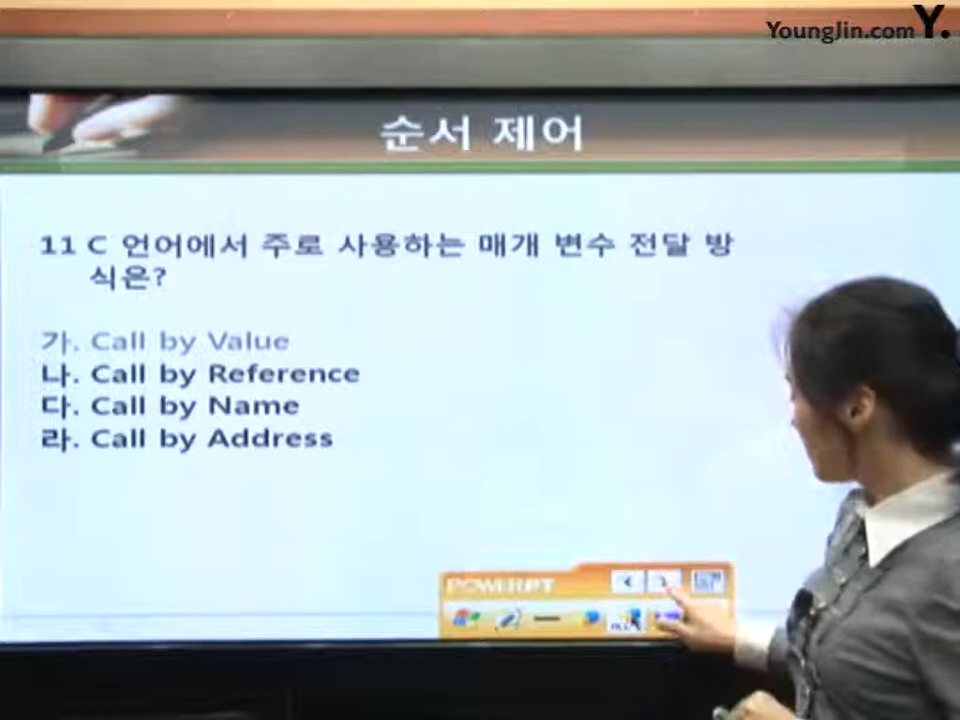 YoungJin.com Y.
순서 제어
11 C 언어에서 주로 사용하는 매개 변수 전달 방
식은?
가. Call by Value
나. Call by Reference
다. Call by Name
라. Call by Address
POWERPT